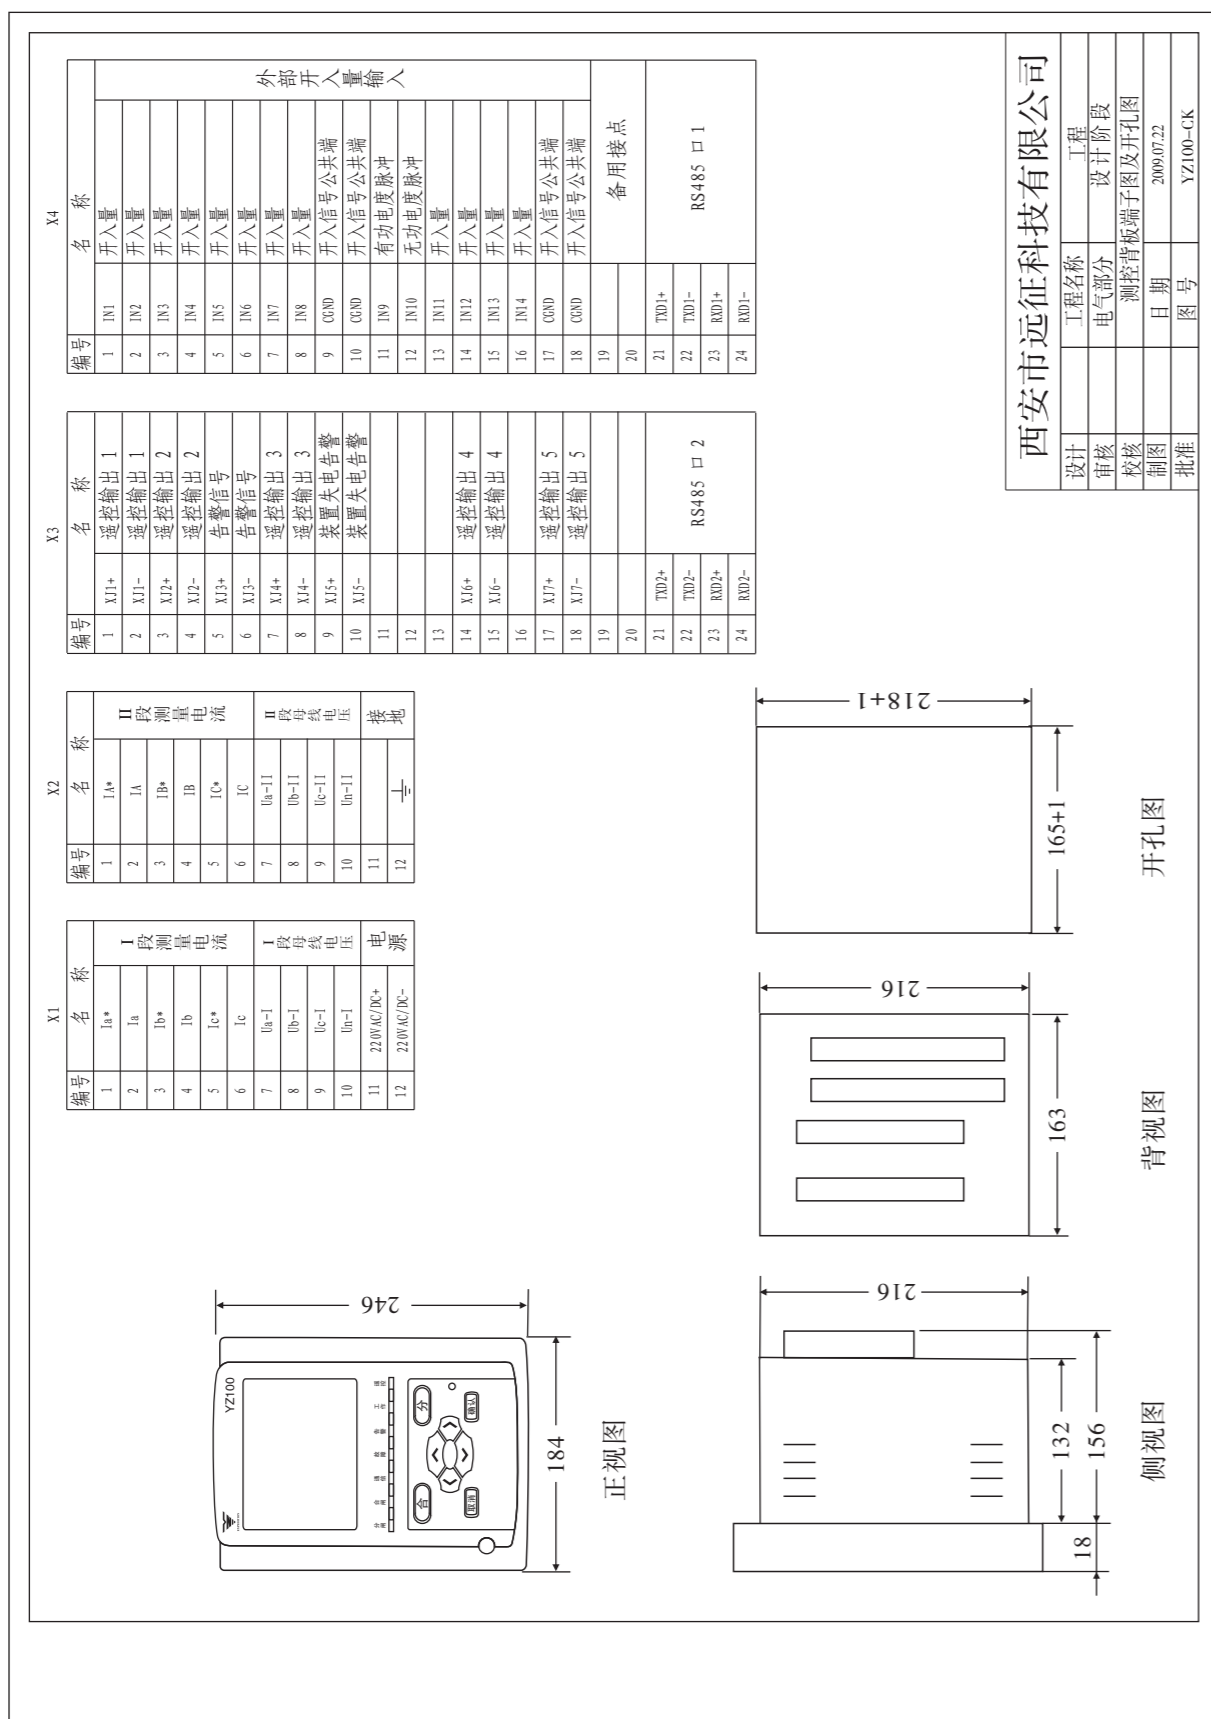 X1
编号 名 称
1 Ia* I段测量电流
2 Ia
3 Ib*
4 Ib
5 Ic*
6 Ic
7 Ua-I I段母线电压
8 Ub-I
9 Uc-I
10 Un-I
11 220VAC/DC+ 电源
12 220VAC/DC-
X2
编号 名 称
1 IA* II段测量电流
2 IA
3 IB*
4 IB
5 IC*
6 IC
7 Ua-II II段母线电压
8 Ub-II
9 Uc-II
10 Un-II
11 接地
12
X3
编号 名 称
1 XJ1+ 遥控输出 1
2 XJ1- 遥控输出 1
3 XJ2+ 遥控输出 2
4 XJ2- 遥控输出 2
5 XJ3+ 告警信号
6 XJ3- 告警信号
7 XJ4+ 遥控输出 3
8 XJ4- 遥控输出 3
9 XJ5+ 装置失电告警
10 XJ5- 装置失电告警
11
12
13
14 XJ6+ 遥控输出 4
15 XJ6- 遥控输出 4
16
17 XJ7+ 遥控输出 5
18 XJ7- 遥控输出 5
19
20
21 TXD2+ RS485 口 2
22 TXD2-
23 RXD2+
24 RXD2-
X4
编号 名 称
1 IN1 开入量 外部开入量输入
2 IN2 开入量
3 IN3 开入量
4 IN4 开入量
5 IN5 开入量
6 IN6 开入量
7 IN7 开入量
8 IN8 开入量
9 CGND 开入信号公共端
10 CGND 开入信号公共端
11 IN9 有功电度脉冲
12 IN10 无功电度脉冲
13 IN11 开入量
14 IN12 开入量
15 IN13 开入量
16 IN14 开入量
17 CGND 开入信号公共端
18 CGND 开入信号公共端
19 备用接点
20
21 TXD1+ RS485 口1
22 TXD1-
23 RXD1+
24 RXD1-
YZ100
合
分
取消
确认
246
184
正视图
216
132
156
18
侧视图
216
163
背视图
218+1
165+1
开孔图
西安市远征科技有限公司
设计 工程名称 工程
审核 电气部分 设计阶段
校核 测控背板端子图及开孔图
制图 日 期 2009.07.22
批准 图 号 YZ100-CK